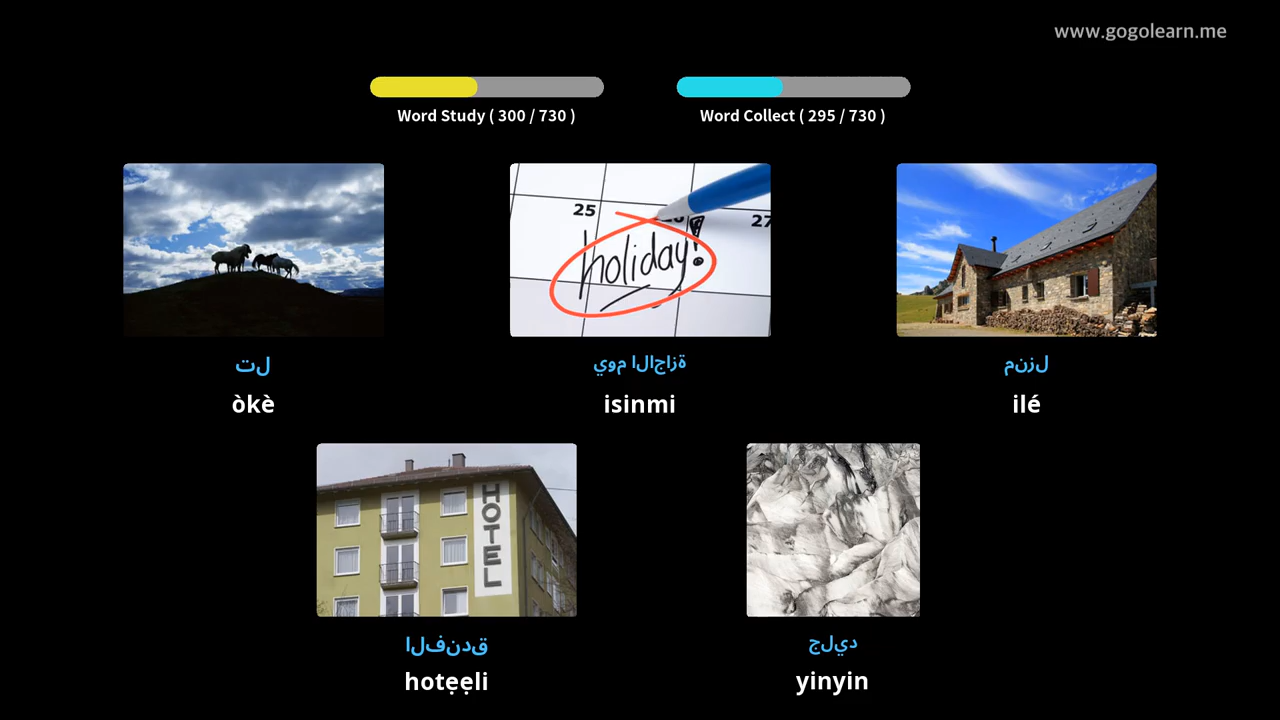 www.gogolearn.me
Word Study ( 300 / 730 )
Word Collect ( 295 / 730 )
25
27
holiday!
تل
يوم الاجازة
منزل
òkè
isinmi
ilé
HOTEL
الفندق
جليد
hotẹẹli
yinyin